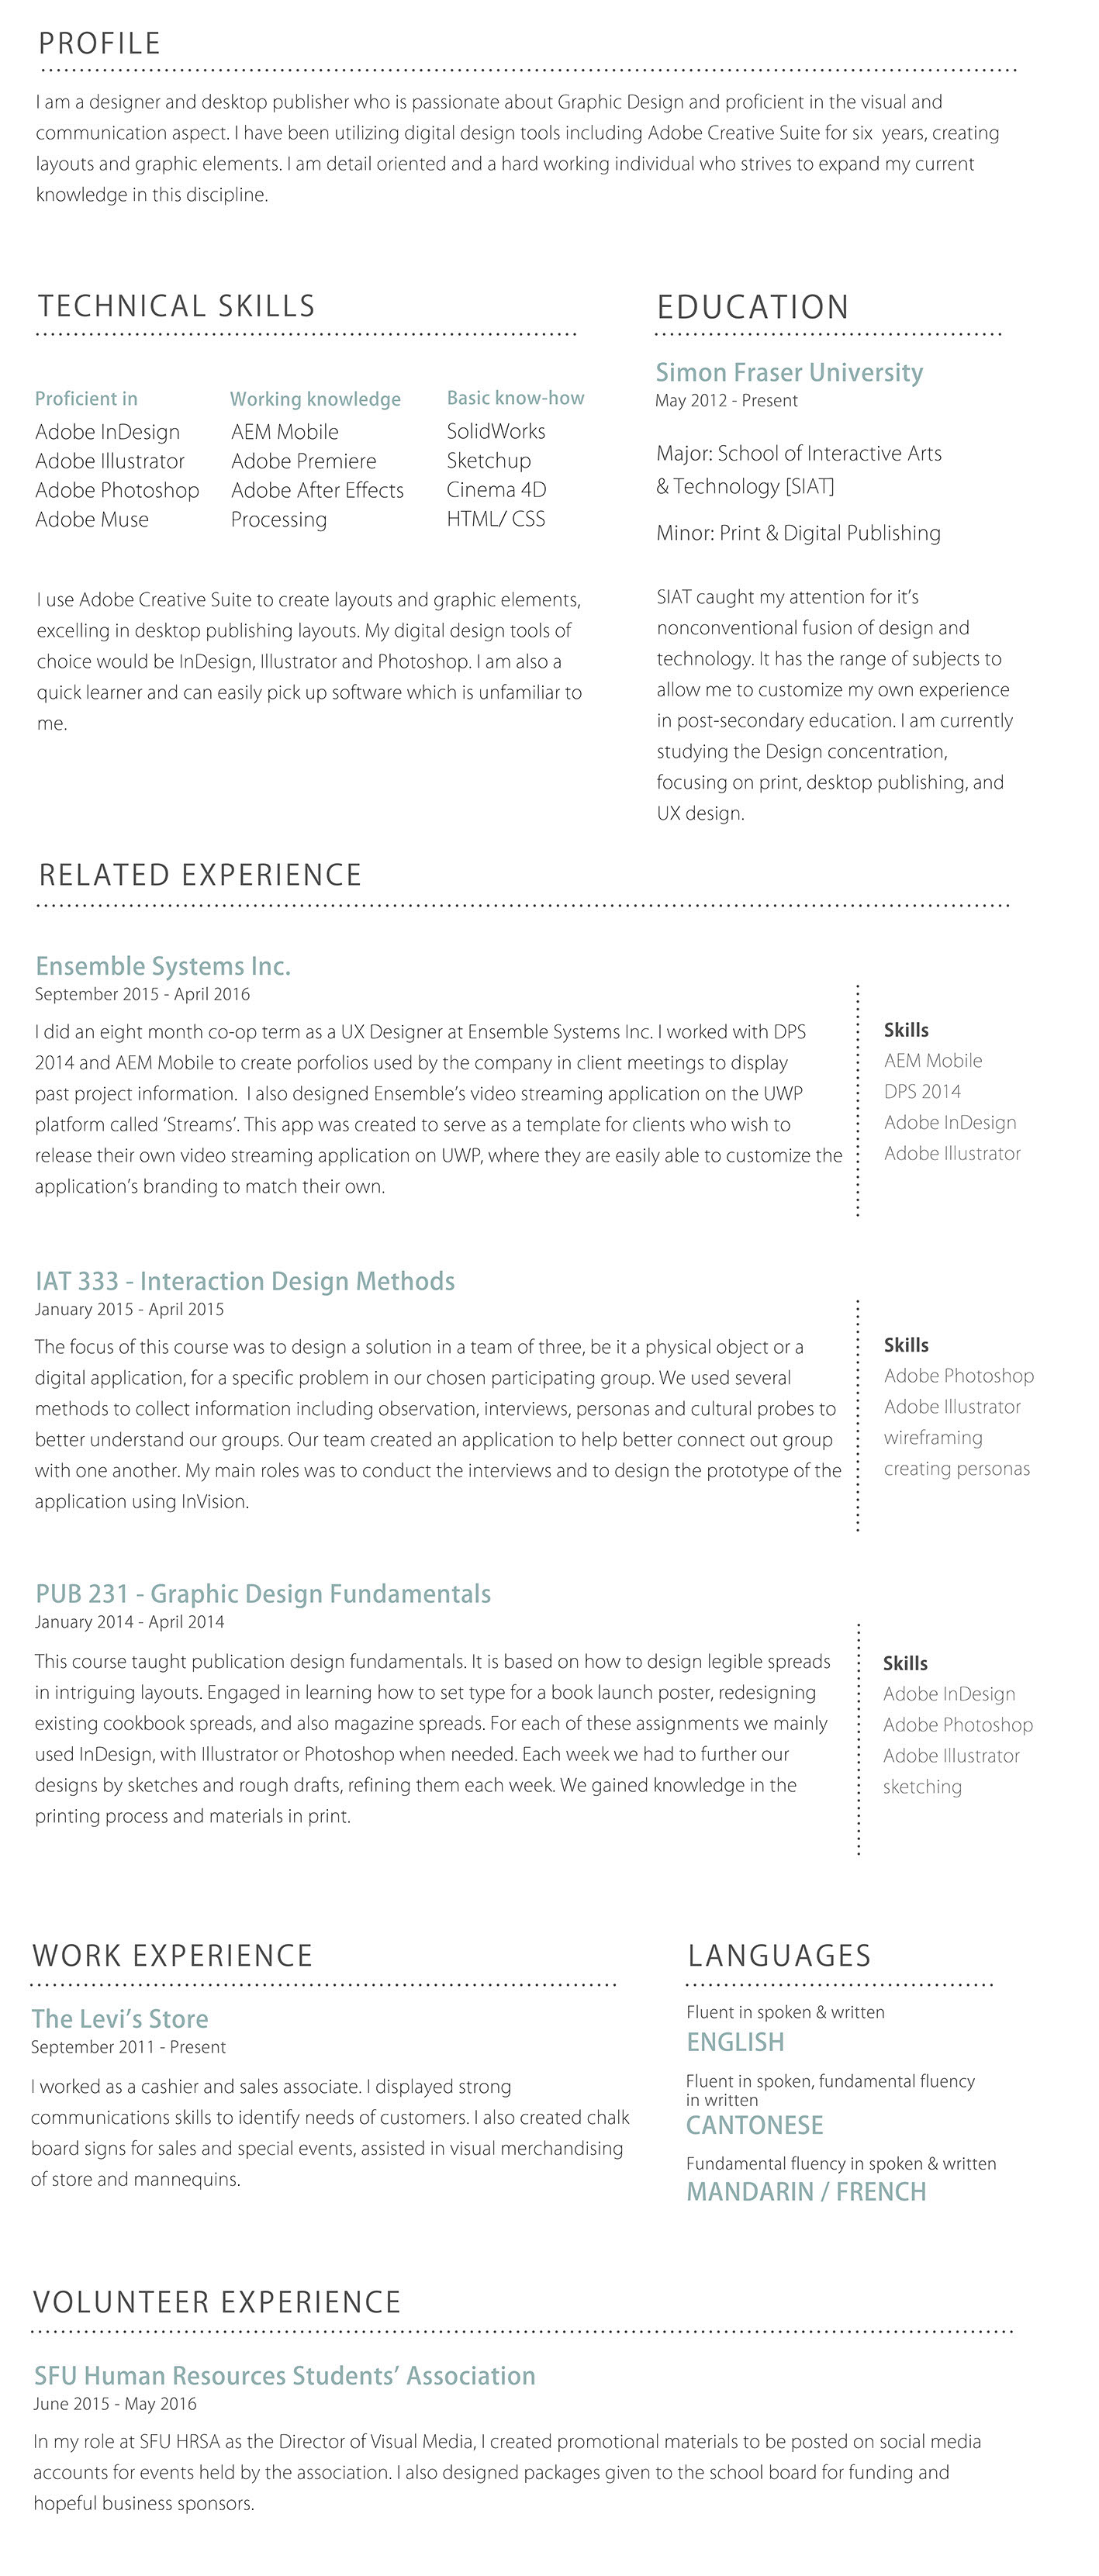 PROFILE
I am a designer and desktop publisher who is passionate about Graphic Design and proficient in the visual and
communication aspect. I have been utilizing digital design tools including Adobe Creative Suite for six  years, creating
layouts and graphic elements. I am detail oriented and a hard working individual who strives to expand my current
knowledge in this discipline.
TECHNICAL SKILLS
Proficient in
Adobe InDesign
Adobe Illustrator
Adobe Photoshop
Adobe Muse
Working knowledge
AEM Mobile
Adobe Premiere
Adobe After Effects
Processing
Basic know-how
SolidWorks
Sketchup
Cinema 4D
HTML/ CSS
I use Adobe Creative Suite to create layouts and graphic elements,
excelling in desktop publishing layouts. My digital design tools of
choice would be InDesign, Illustrator and Photoshop. I am also a
quick learner and can easily pick up software which is unfamiliar to
me.
EDUCATION
Simon Fraser University
May 2012 - Present
Major: School of Interactive Arts
& Technology [SIAT]
Minor: Print & Digital Publishing
SIAT caught my attention for it’s
nonconventional fusion of design and
technology. It has the range of subjects to
allow me to customize my own experience
in post-secondary education. I am currently
studying the Design concentration,
focusing on print, desktop publishing, and
UX design.
RELATED EXPERIENCE
Ensemble Systems Inc.
September 2015 - April 2016
I did an eight month co-op term as a UX Designer at Ensemble Systems Inc. I worked with DPS
2014 and AEM Mobile to create porfolios used by the company in client meetings to display
past project information.  I also designed Ensemble’s video streaming application on the UWP
platform called ‘Streams’. This app was created to serve as a template for clients who wish to
release their own video streaming application on UWP, where they are easily able to customize the
application’s branding to match their own.
Skills
AEM Mobile
DPS 2014
Adobe InDesign
Adobe Illustrator
IAT 333 - Interaction Design Methods
January 2015 - April 2015
The focus of this course was to design a solution in a team of three, be it a physical object or a
digital application, for a specific problem in our chosen participating group. We used several
methods to collect information including observation, interviews, personas and cultural probes to
better understand our groups. Our team created an application to help better connect out group
with one another. My main roles was to conduct the interviews and to design the prototype of the
application using InVision.
Skills
Adobe Photoshop
Adobe Illustrator
wireframing
creating personas
PUB 231 - Graphic Design Fundamentals
January 2014 - April 2014
This course taught publication design fundamentals. It is based on how to design legible spreads
in intriguing layouts. Engaged in learning how to set type for a book launch poster, redesigning
existing cookbook spreads, and also magazine spreads. For each of these assignments we mainly
used InDesign, with Illustrator or Photoshop when needed. Each week we had to further our
designs by sketches and rough drafts, refining them each week. We gained knowledge in the
printing process and materials in print.
Skills
Adobe InDesign
Adobe Photoshop
Adobe Illustrator
sketching
WORK EXPERIENCE
The Levi’s Store
September 2011 - Present
I worked as a cashier and sales associate. I displayed strong
communications skills to identify needs of customers. I also created chalk
board signs for sales and special events, assisted in visual merchandising
of store and mannequins.
LANGUAGES
Fluent in spoken & written
ENGLISH
Fluent in spoken, fundamental fluency
in written
CANTONESE
Fundamental fluency in spoken & written
MANDARIN / FRENCH
VOLUNTEER EXPERIENCE
SFU Human Resources Students’ Association
June 2015 - May 2016
In my role at SFU HRSA as the Director of Visual Media, I created promotional materials to be posted on social media
accounts for events held by the association. I also designed packages given to the school board for funding and
hopeful business sponsors.